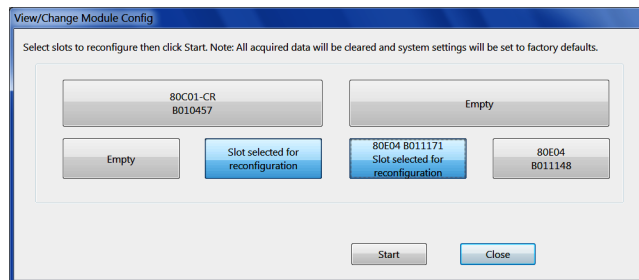 View/Change Module Config
Select slots to reconfigure then click Start. Note: All acquired data will be cleared and system settings will be set to factory defaults.
80C01-CR
B010457
Empty
Empty
Slot selected for
reconfiguration
80E04 B011171
Slot selected for
reconfiguration
80E04
B011148
Start
Close